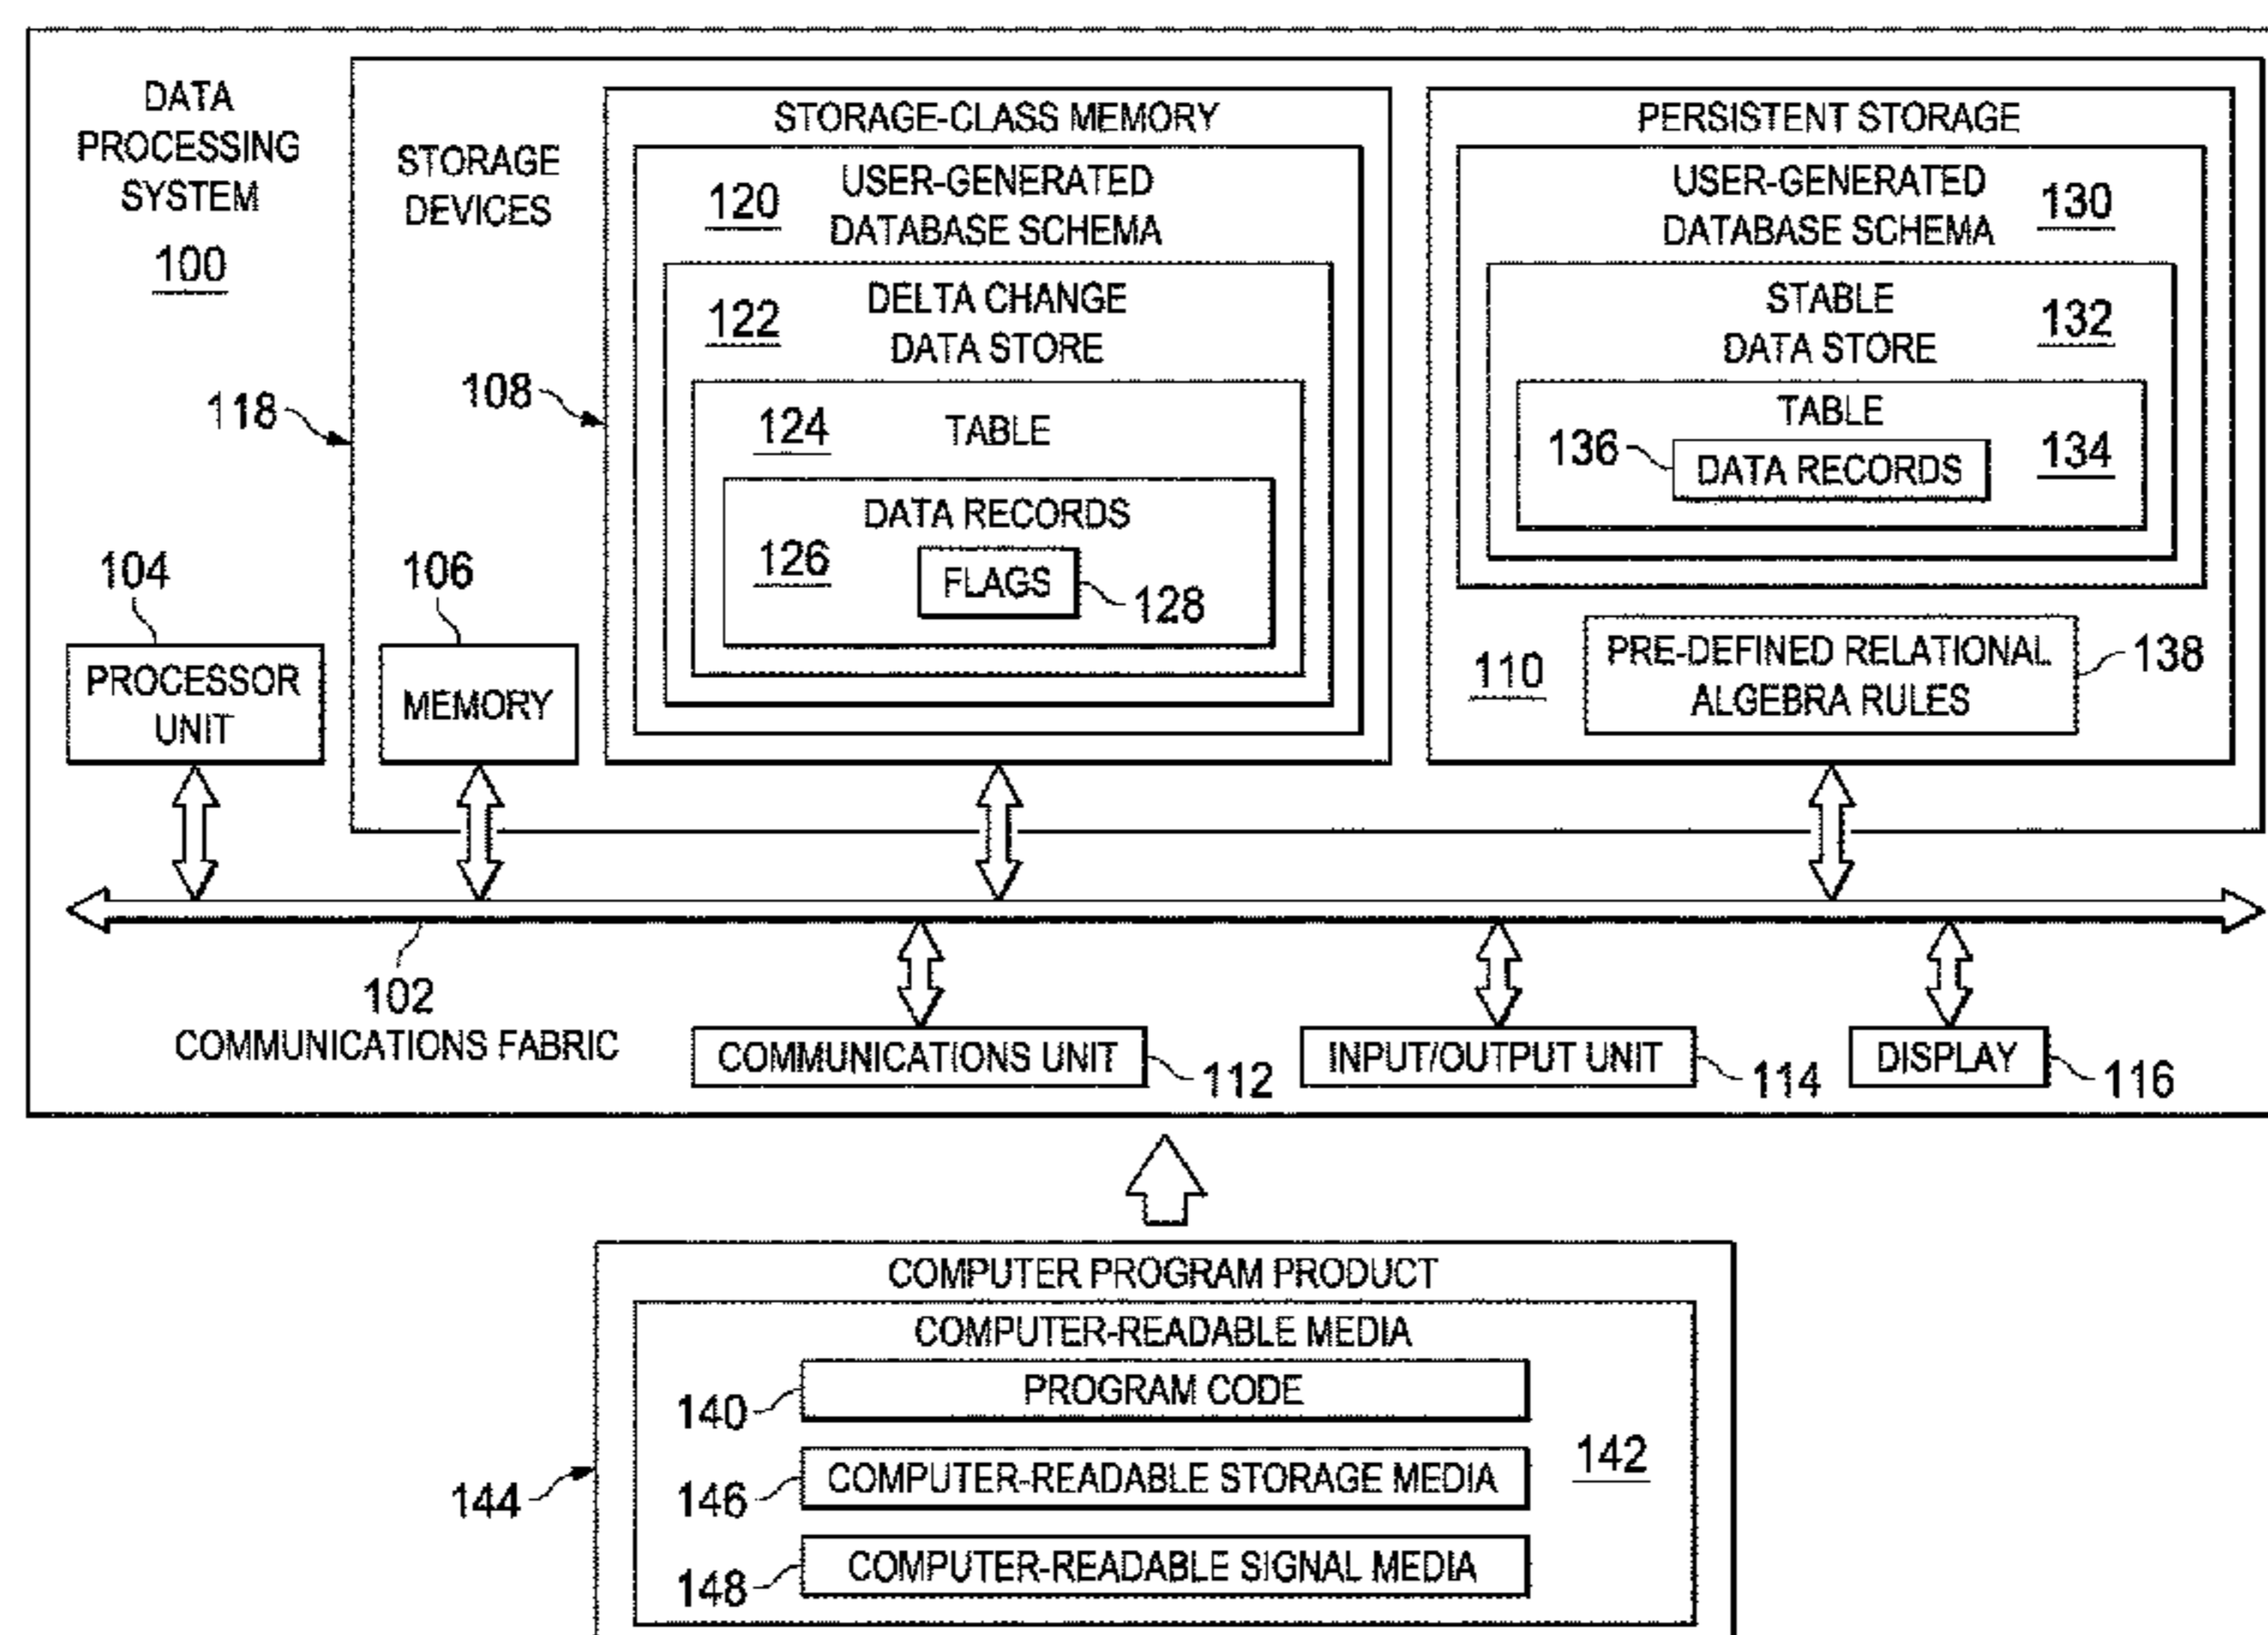 DATA
PROCESSING
SYSTEM
100
STORAGE
DEVICES
118
108
STORAGE-CLASS MEMORY
120
USER-GENERATED
DATABASE SCHEMA
122
DELTA CHANGE
DATA STORE
124
TABLE
DATA RECORDS
126
FLAGS
128
PERSISTENT STORAGE
USER-GENERATED
DATABASE SCHEMA
130
STABLE
DATA STORE
132
TABLE
134
136
DATA RECORDS
110
PRE-DEFINED RELATIONAL
ALGEBRA RULES
138
104
PROCESSOR
UNIT
106
MEMORY
102
COMMUNICATIONS FABRIC
COMMUNICATIONS UNIT
112
INPUT/OUTPUT UNIT
114
DISPLAY
116
COMPUTER PROGRAM PRODUCT
COMPUTER-READABLE MEDIA
140
PROGRAM CODE
142
144
146
COMPUTER-READABLE STORAGE MEDIA
148
COMPUTER-READABLE SIGNAL MEDIA